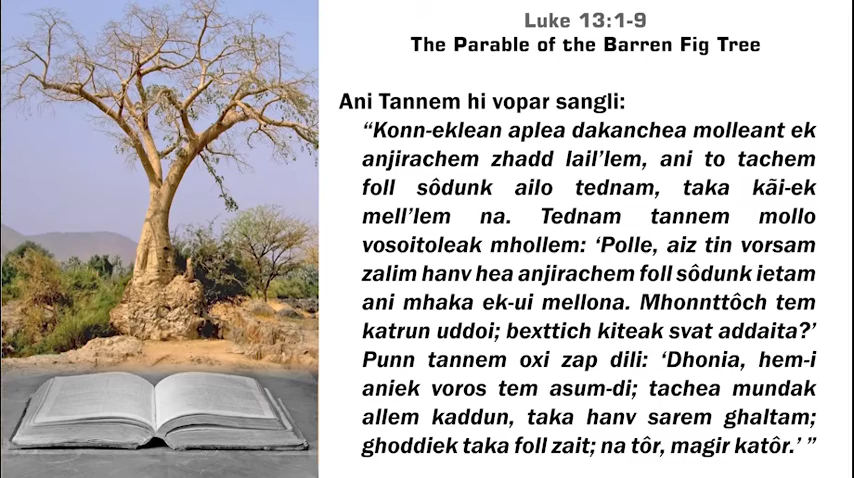 Luke 13:1-9
The Parable of the Barren Fig Tree
Ani Tannem hi vopar sangli:
“Konn-eklean aplea dakanchea molleant ek
anjirachem zhadd lail’lem, ani to tachem
foll sôdunk ailo tednam, taka kãi-ek
mell’lem na. Tednam tannem mollo
vosoitoleak mhollem: ‘Polle, aiz tin vorsam
zalim hanv hea anjirachem foll sôdunk ietam
ani mhaka ek-ui mellona. Mhonnttôch tem
katrun uddoi; bexttich kiteak svat addaita?’
Punn tannem oxi zap dili: ‘Dhonia, hem-i
aniek voros tem asum-di; tachea mundak
allem kaddun, taka hanv sarem ghaltam;
ghoddiek taka foll zait; na tôr, magir katôr.’ ”